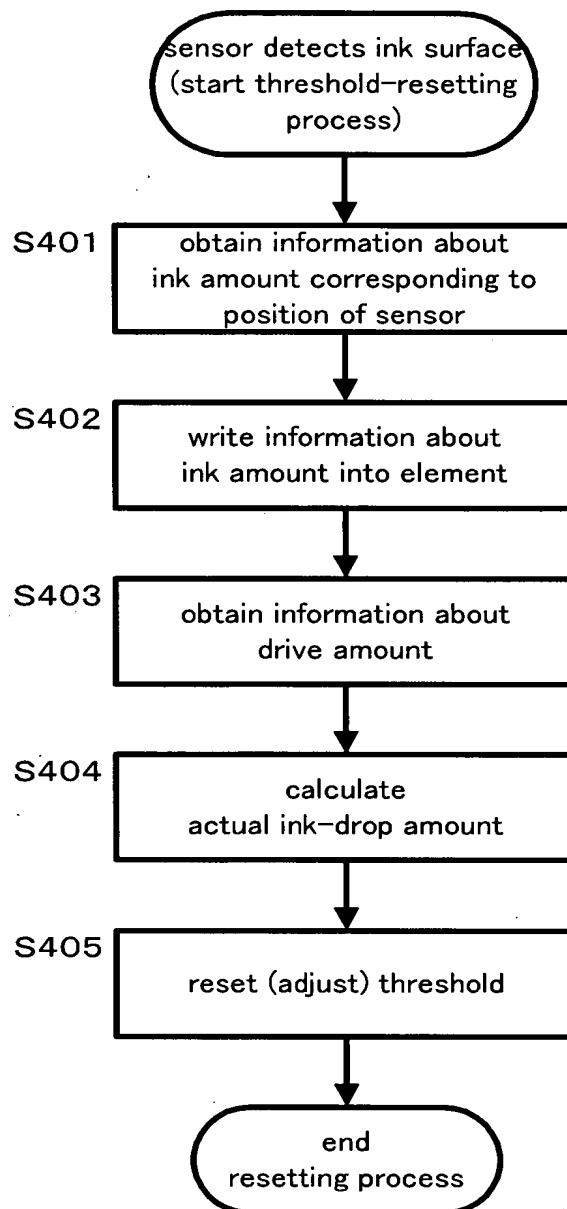 sensor detects ink surface
(start threshold-resetting
process)
S401
obtain information about
ink amount corresponding to
position of sensor
S402
write information about
ink amount into element
S403
obtain information about
drive amount
S404
calculate
actual ink-drop amount
S405
reset (adjust) threshold
end
resetting process